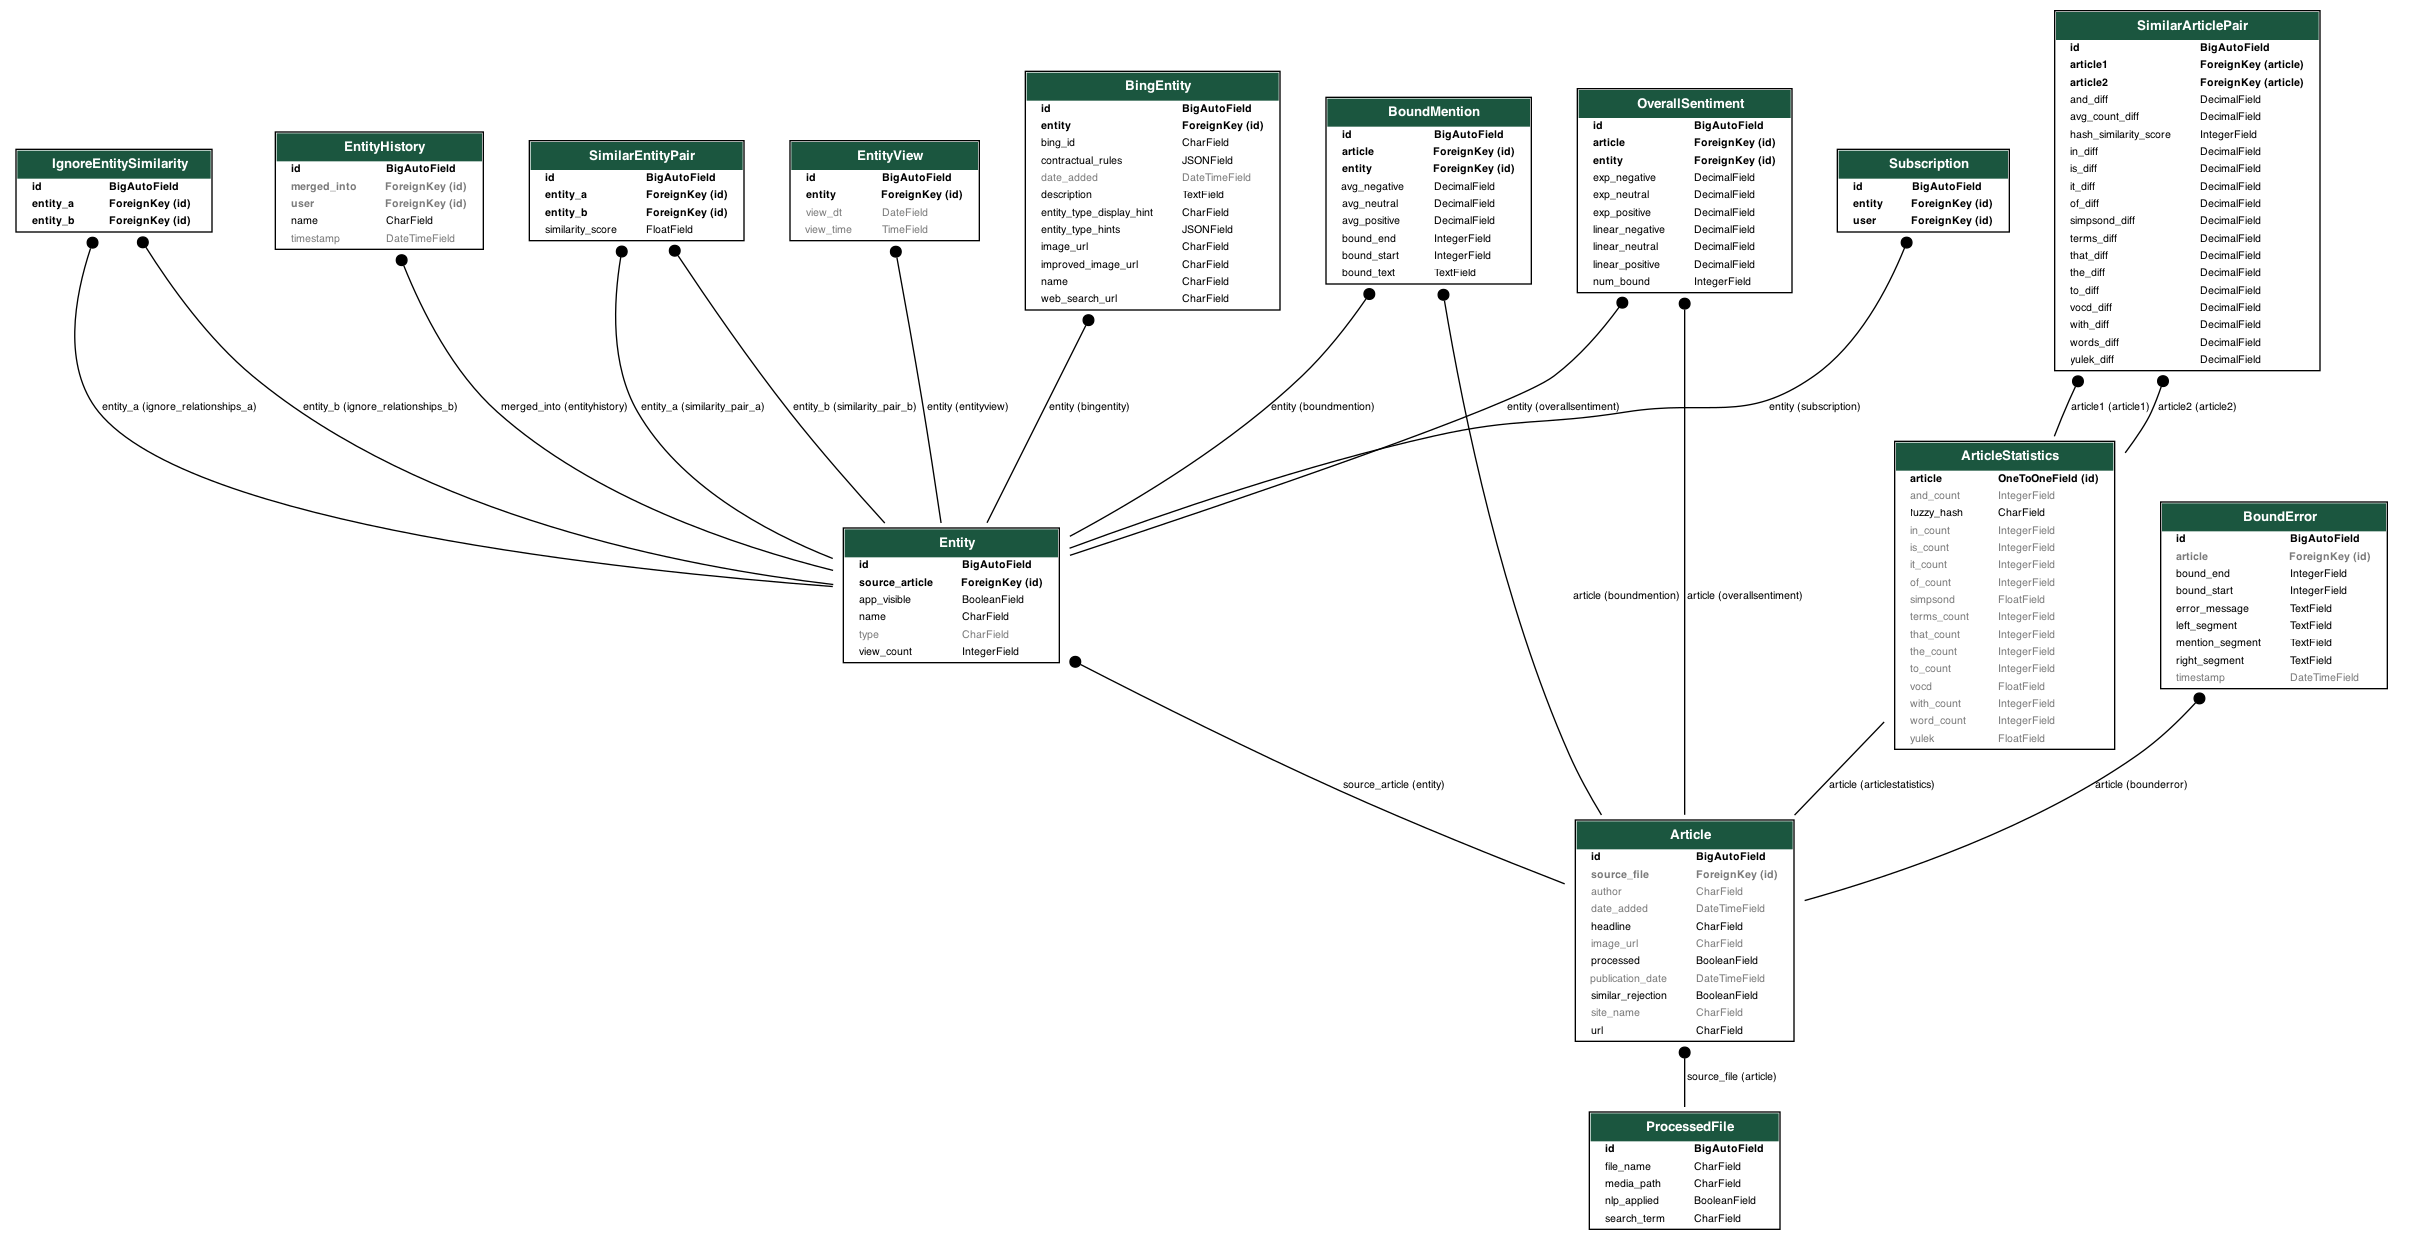 IgnoreEntitySimilarity
id BigAutoField
entity_a ForeignKey (id)
entity_b ForeignKey (id)
EntityHistory
id BigAutoField
merged_into ForeignKey (id)
user ForeignKey (id)
name CharField
timestamp DateTimeField
SimilarEntityPair
id BigAutoField
entity_a ForeignKey (id)
entity_b ForeignKey (id)
similarity_score FloatField
EntityView
id BigAutoField
entity ForeignKey (id)
view_dt DateField
view_time TimeField
BingEntity
id BigAutoField
entity ForeignKey (id)
bing_id CharField
contractual_rules JSONField
date_added DateTimeField
description TextField
entity_type_display_hint CharField
entity_type_hints JSONField
image_url CharField
improved_image_url CharField
name CharField
web_search_url CharField
BoundMention
id BigAutoField
article ForeignKey (id)
entity ForeignKey (id)
avg_negative DecimalField
avg_neutral DecimalField
avg_positive DecimalField
bound_end IntegerField
bound_start IntegerField
bound_text TextField
OverallSentiment
id BigAutoField
article ForeignKey (id)
entity ForeignKey (id)
exp_negative DecimalField
exp_neutral DecimalField
exp_positive DecimalField
linear_negative DecimalField
linear_neutral DecimalField
linear_positive DecimalField
num_bound IntegerField
Subscription
id BigAutoField
entity ForeignKey (id)
user ForeignKey (id)
SimilarArticlePair
id BigAutoField
article1 ForeignKey (article)
article2 ForeignKey (article)
and_diff DecimalField
avg_count_diff DecimalField
hash_similarity_score IntegerField
in_diff DecimalField
is_diff DecimalField
it_diff DecimalField
of_diff DecimalField
simpsond_diff DecimalField
terms_diff DecimalField
that_diff DecimalField
the_diff DecimalField
to_diff DecimalField
vocd_diff DecimalField
with_diff DecimalField
words_diff DecimalField
yulek_diff DecimalField
entity_a (ignore_relationships_a)
entity_b (ignore_relationships_b)
merged_into (entityhistory)
entity_a (similarity_pair_a)
entity_b (similarity_pair_b)
entity (entityview)
entity (bingentity)
entity (boundmention)
entity (overallsentiment)
entity (subscription)
article1 (article1)
article2 (article2)
Entity
id BigAutoField
source_article ForeignKey (id)
app_visible BooleanField
name CharField
type CharField
view_count IntegerField
ArticleStatistics
article OneToOneField (id)
and_count IntegerField
fuzzy_hash CharField
in_count IntegerField
is_count IntegerField
it_count IntegerField
of_count IntegerField
simpsond FloatField
terms_count IntegerField
that_count IntegerField
the_count IntegerField
to_count IntegerField
vocd FloatField
with_count IntegerField
word_count IntegerField
yulek FloatField
BoundError
id BigAutoField
article ForeignKey (id)
bound_end IntegerField
bound_start IntegerField
error_message TextField
left_segment TextField
mention_segment TextField
right_segment TextField
timestamp DateTimeField
article (boundmention)
article (overallsentiment)
source_article (entity)
article (articlestatistics)
article (bounderror)
Article
id BigAutoField
source_file ForeignKey (id)
author CharField
date_added DateTimeField
headline CharField
image_url CharField
processed BooleanField
publication_date DateTimeField
similar_rejection BooleanField
site_name CharField
url CharField
source_file (article)
ProcessedFile
id BigAutoField
file_name CharField
media_path CharField
nlp_applied BooleanField
search_term CharField